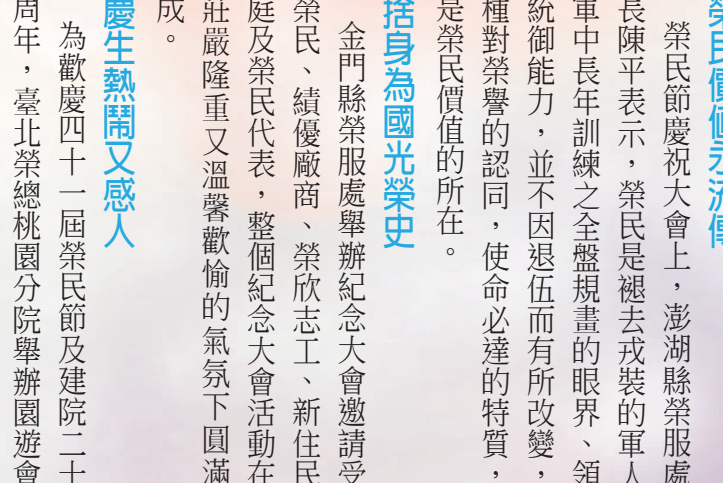 榮民價值永流傳
榮民節慶祝大會上，澎湖縣榮服處
長陳平表示，榮民是褪去戎裝的軍人
軍中長年訓練之全盤規畫的眼界、領
統御能力，並不因退伍而有所改變，
種對榮譽的認同，使命必達的特質，
是榮民價值的所在。
捨身為國光榮史
金門縣榮服處舉辦紀念大會邀請受
榮民、績優廠商、榮欣志工、新住民
庭及榮民代表，整個紀念大會活動在
莊嚴隆重又溫馨歡愉的氣氛下圓滿
成。
慶生熱鬧又感人
為歡慶四十一屆榮民節及建院二十
周年，臺北榮總桃園分院舉辦園遊會